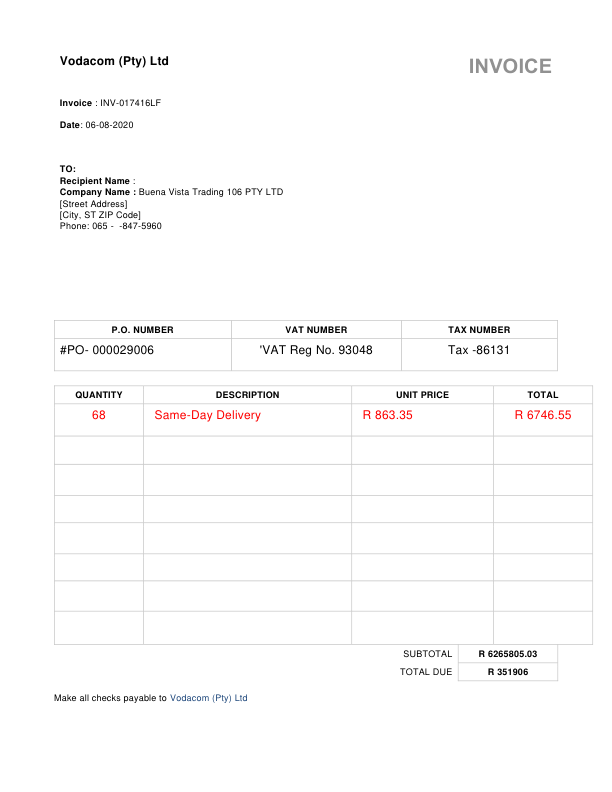 Vodacom (Pty) Ltd
INVOICE
Invoice : INV-017416LF
Date: 06-08-2020
TO:
Recipient Name :
Company Name : Buena Vista Trading 106 PTY LTD
[Street Address]
[City, ST ZIP Code]
Phone: 065 -  -847-5960
P.O. NUMBER VAT NUMBER TAX NUMBER
#PO- 000029006 'VAT Reg No. 93048 Tax -86131
QUANTITY DESCRIPTION UNIT PRICE TOTAL
68 Same-Day Delivery R 863.35 R 6746.55
SUBTOTAL R 6265805.03
TOTAL DUE R 351906
Make all checks payable to Vodacom (Pty) Ltd